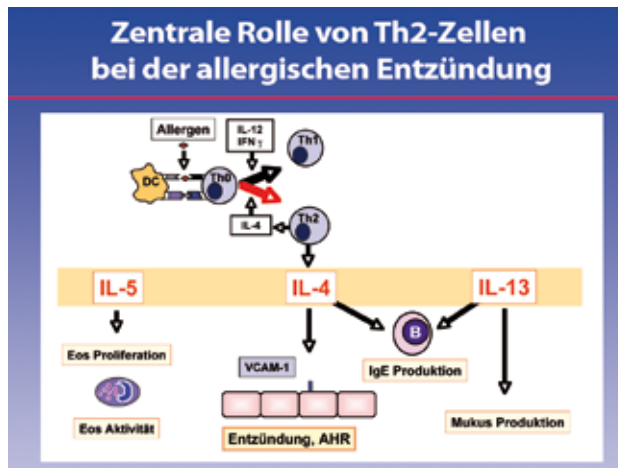 Zentrale Rolle von Th2-Zellen
bei der allergischen Entzündung
Allergen
IL-12
IFN γ
Th1
DC
Th0
IL-4
Th2
IL-5
IL-4
IL-13
B
Eos Proliferation
VCAM-1
IgE Produktion
Eos Aktivität
Entzündung, AHR
Mukus Produktion